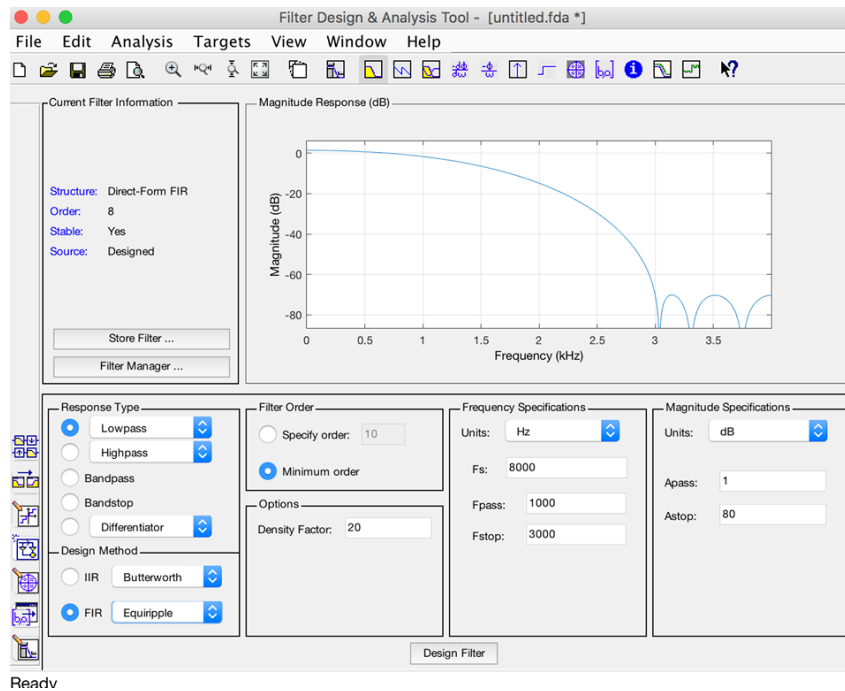 Filter Design & Analysis Tool - [untitled.fda *]
File Edit Analysis Targets View Window Help
[b,a]
Current Filter Information
Structure: Direct-Form FIR
Order: 8
Stable: Yes
Source: Designed
Store Filter ...
Filter Manager ...
Magnitude Response (dB)
Magnitude (dB)
0
-20
-40
-60
-80
0 0.5 1 1.5 2 2.5 3 3.5
Frequency (kHz)
Response Type
Lowpass
Highpass
Bandpass
Bandstop
Differentiator
Design Method
IIR Butterworth
FIR Equiripple
Filter Order
Specify order: 10
Minimum order
Options
Density Factor: 20
Frequency Specifications
Units: Hz
Fs: 8000
Fpass: 1000
Fstop: 3000
Magnitude Specifications
Units: dB
Apass: 1
Astop: 80
Design Filter
Ready